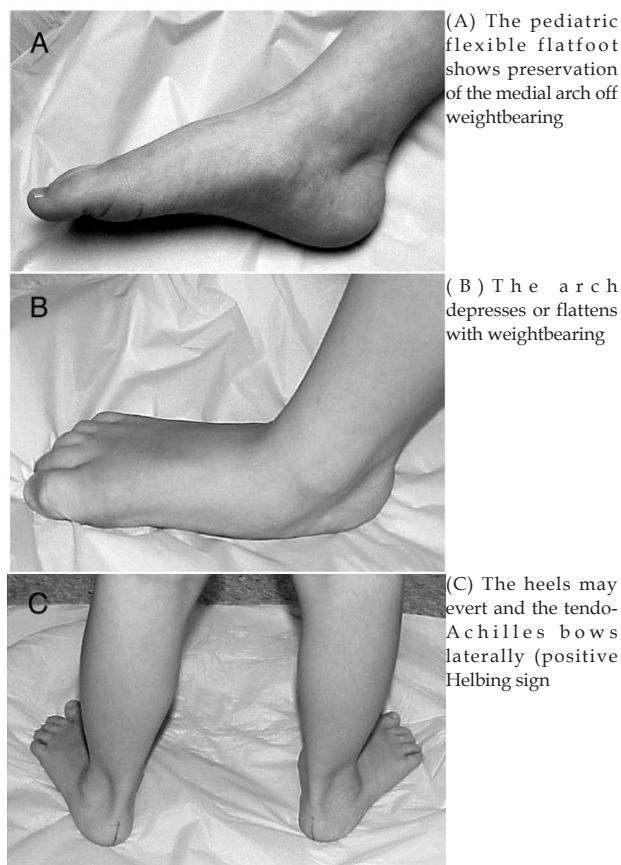 A
(A) The pediatric
flexible flatfoot
shows preservation
of the medial arch off
weightbearing
B
(B) The arch
depresses or flattens
with weightbearing
C
(C) The heels may
evert and the tendo-
Achilles bows
laterally (positive
Helbing sign